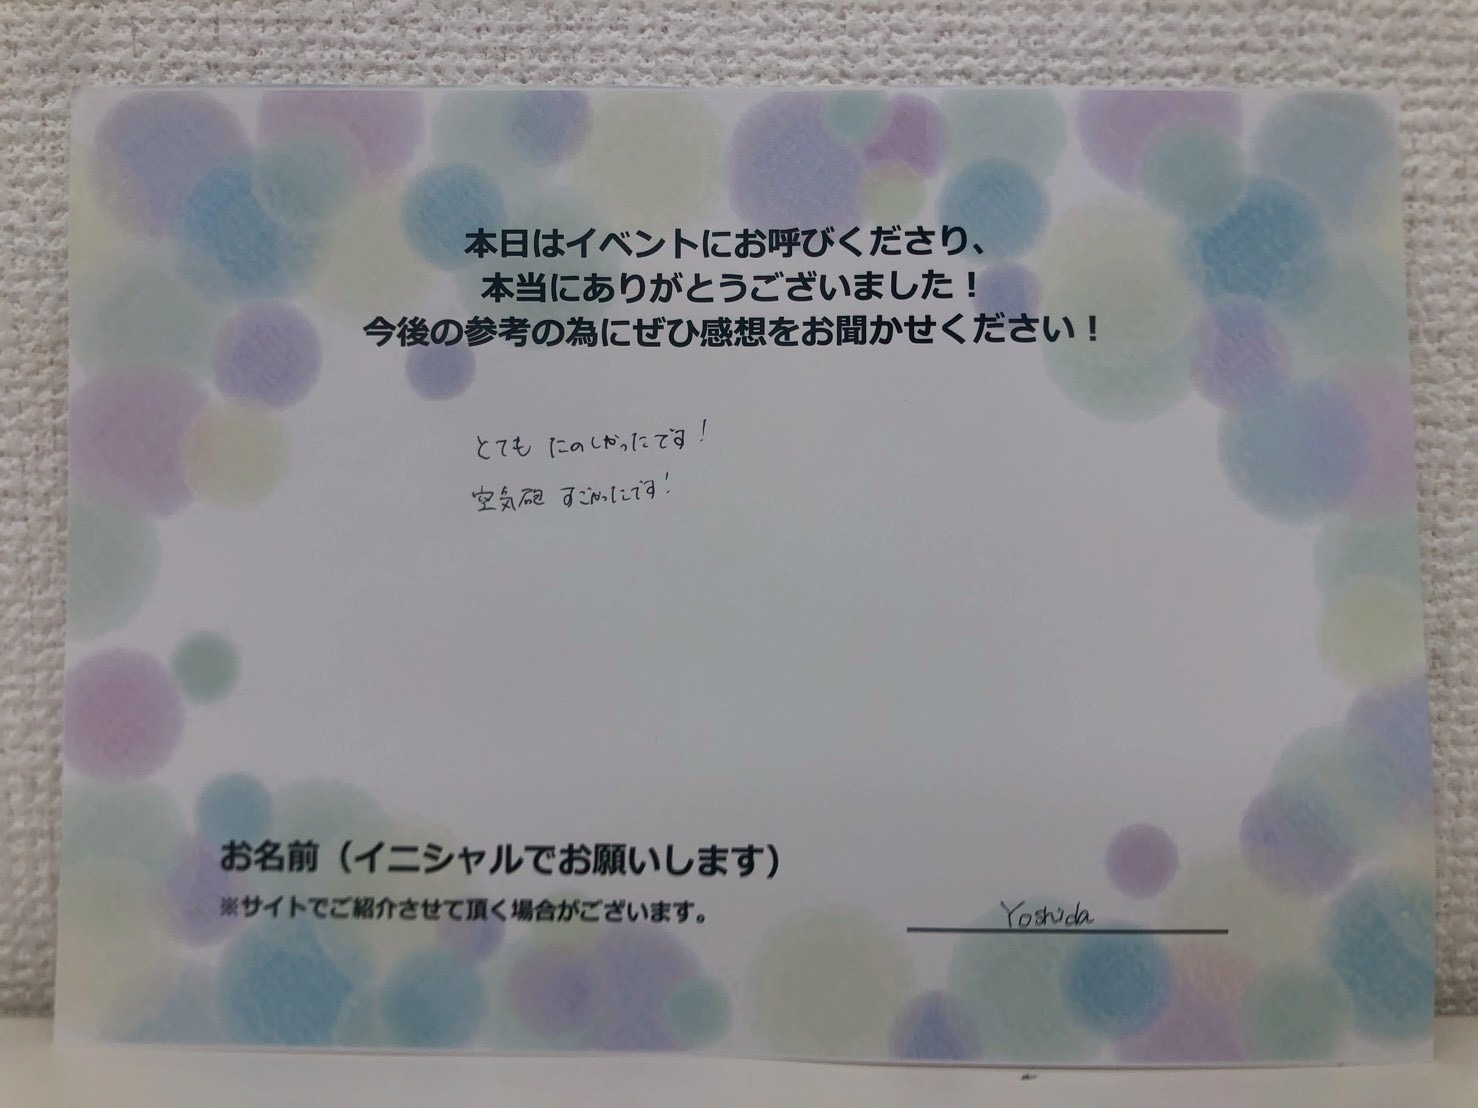 本日はイベントにお呼びくださり、
本当にありがとうございました！
今後の参考の為にぜひ感想をお聞かせください！
とても たのしかったです！
空気砲 すごかったです！
お名前（イニシャルでお願いします）
※サイトでご紹介させて頂く場合がございます。
Yoshida